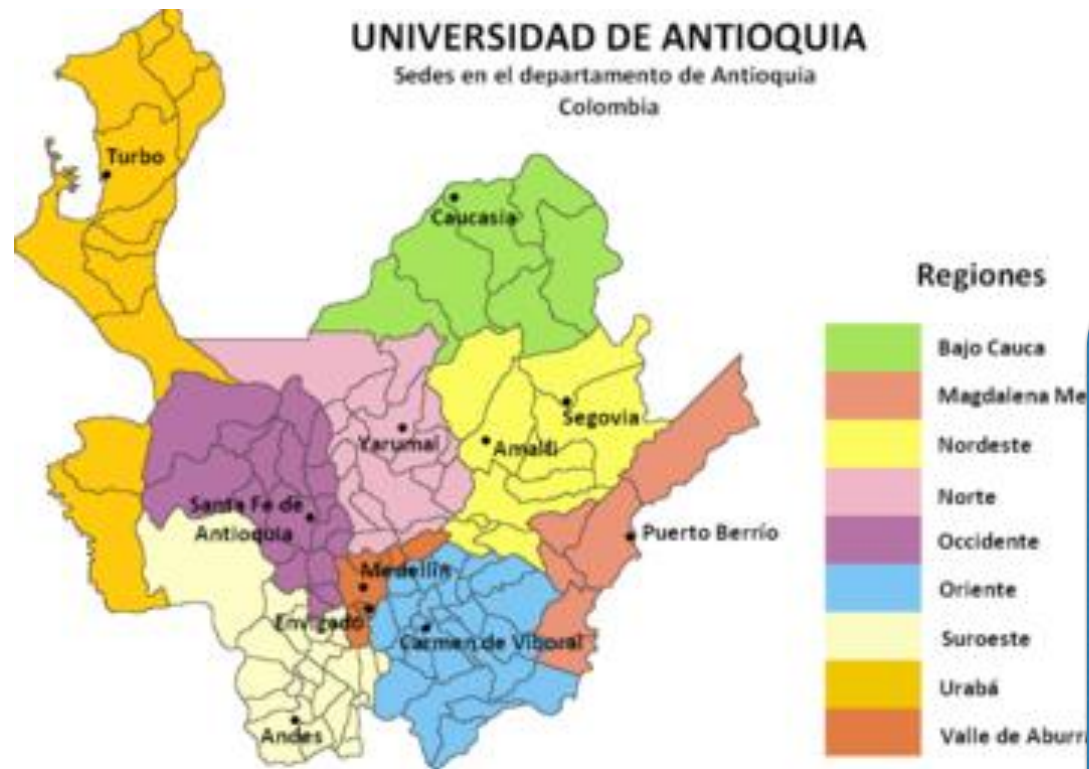 UNIVERSIDAD DE ANTIOQUIA
Sedes en el departamento de Antioquia
Colombia
Turbo
Caucasia
Regiones
Bajo Cauca
Magdalena Me
Segovia
Nordeste
Yarumal
Amalfi
Norte
Santa Fe de
Antioquia
Puerto Berrío
Occidente
Medellín
Oriente
Envigado
Carmen de Viboral
Suroeste
Urabá
Andes
Valle de Aburr